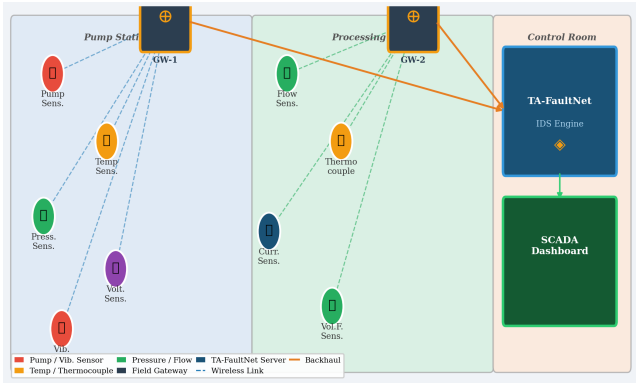 Pump Stati
Processing
Control Room
GW-1
GW-2
Pump
Sens.
Flow
Sens.
TA-FaultNet
IDS Engine
Temp
Sens.
Thermo
couple
Press.
Sens.
Curr.
Sens.
SCADA
Dashboard
Volt.
Sens.
Vol.F.
Sens.
Vib.
Pump / Vib. Sensor
Pressure / Flow
TA-FaultNet Server
Backhaul
Temp / Thermocouple
Field Gateway
Wireless Link